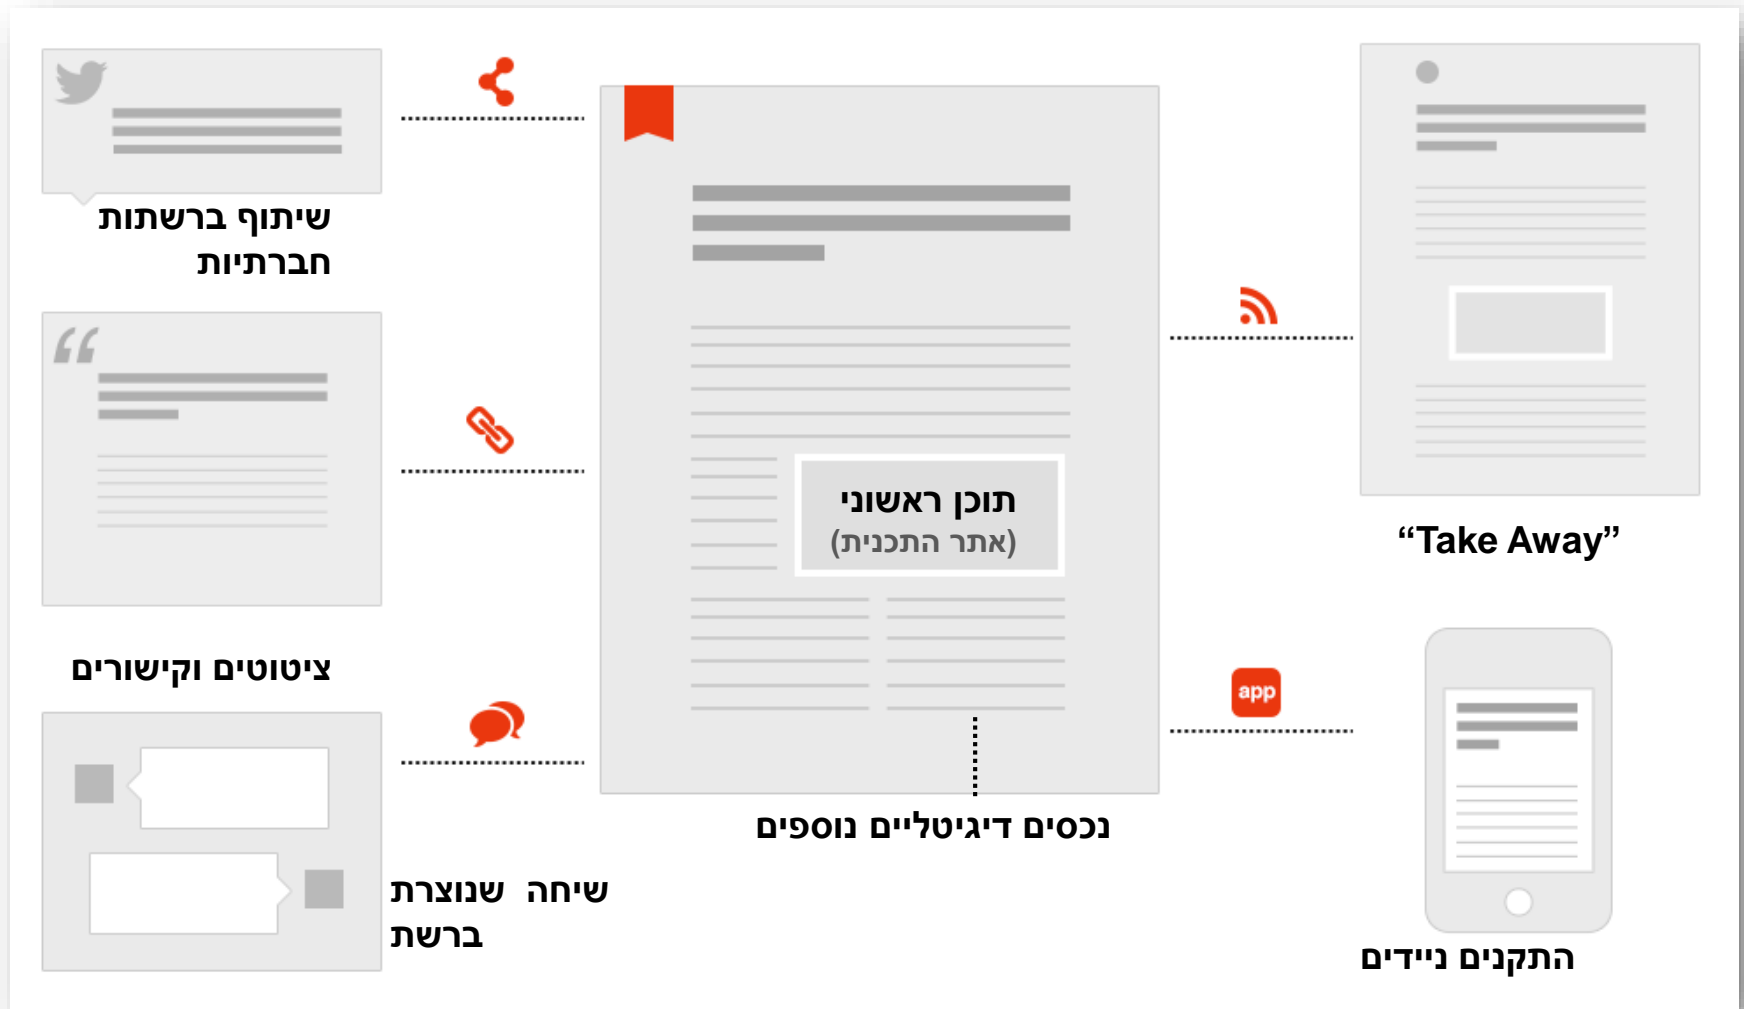 שיתוף ברשתות
חברתיות
ציטוטים וקישורים
שיחה שנוצרת
ברשת
תוכן ראשוני
(אתר התכנית)
נכסים דיגיטליים נוספים
“Take Away”
app
התקנים ניידים